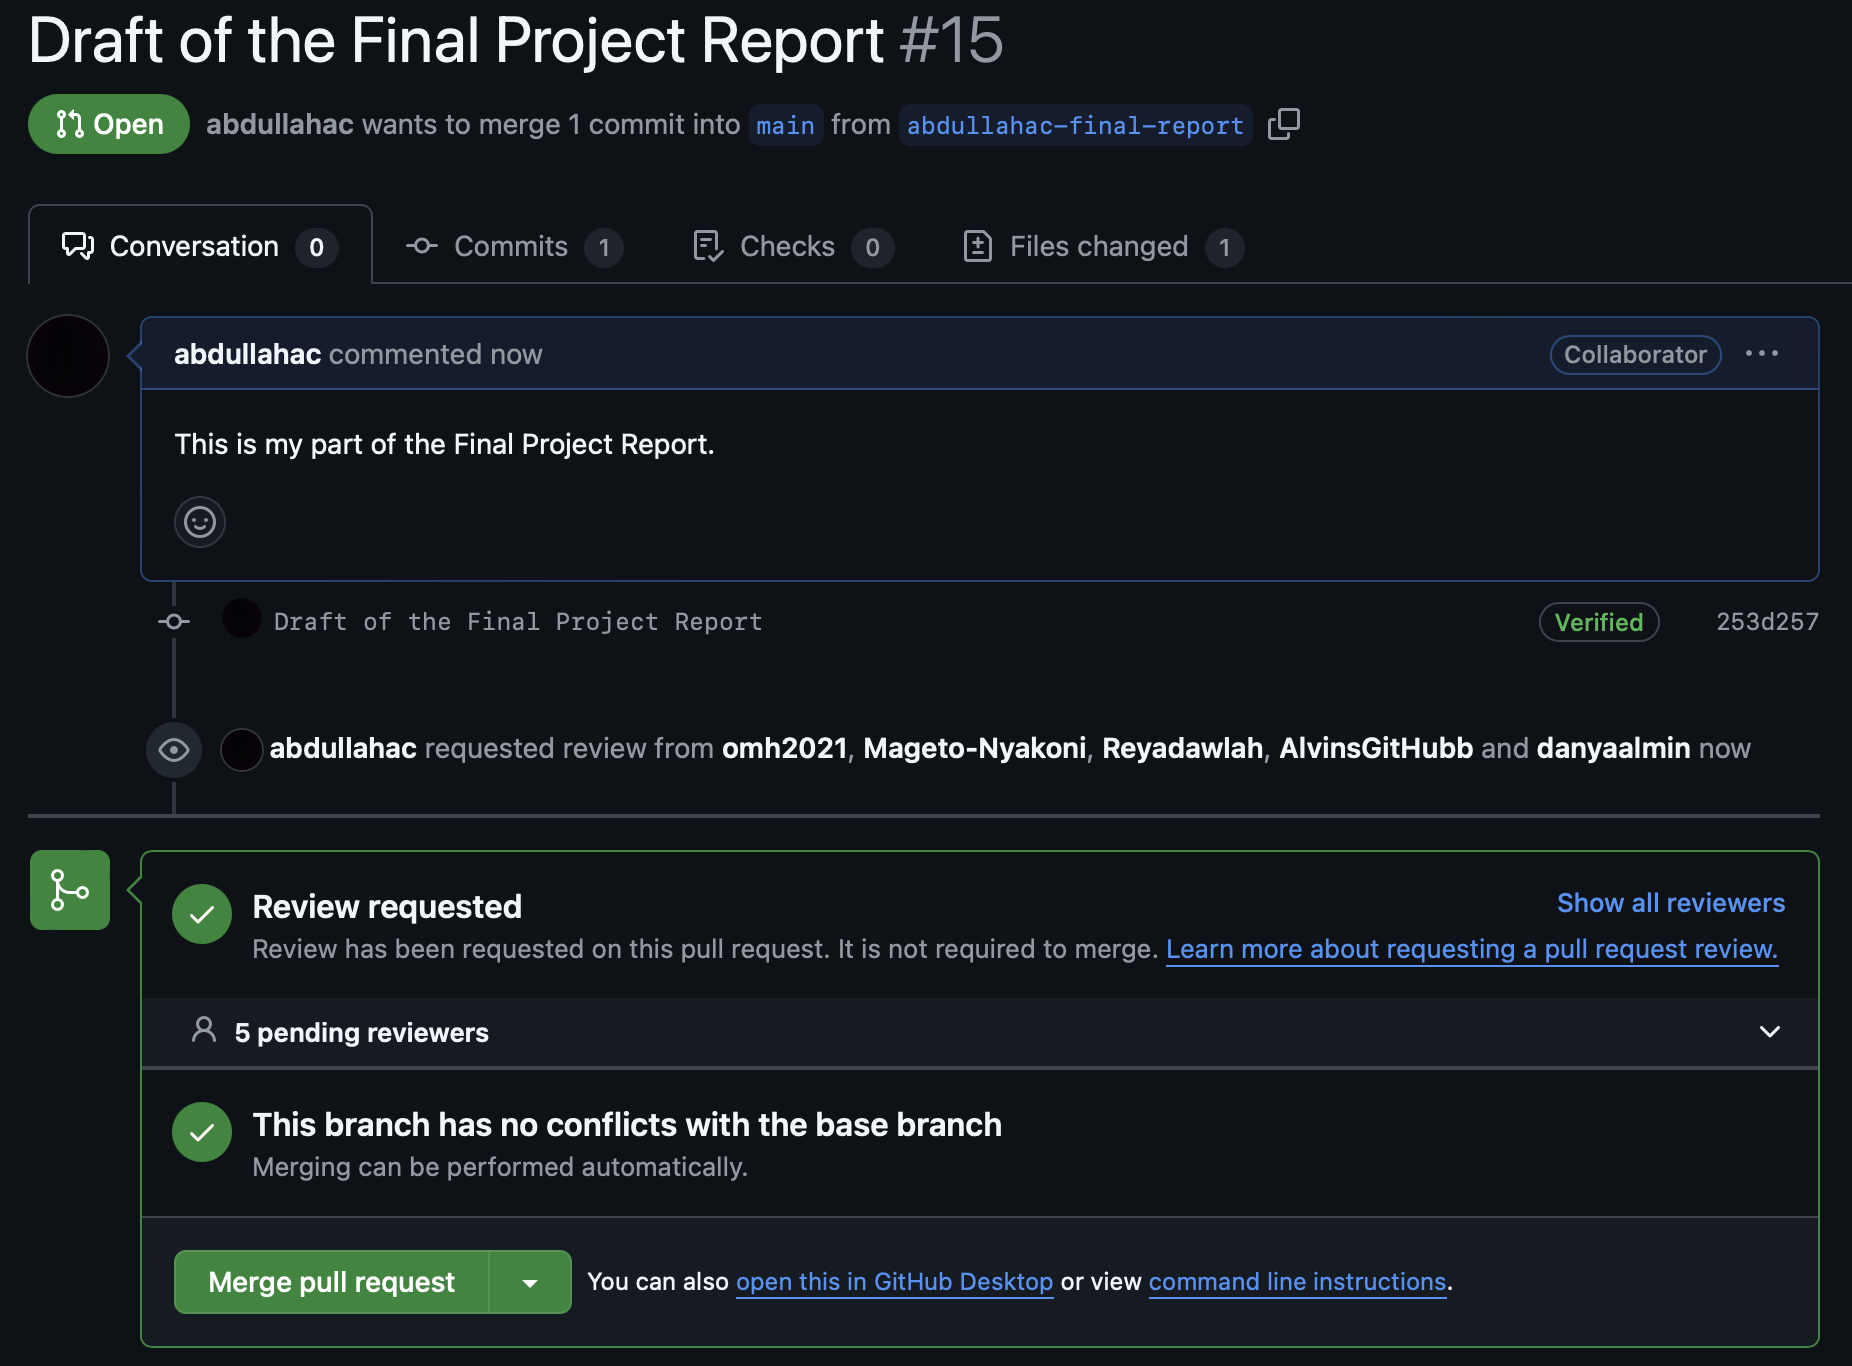 Draft of the Final Project Report #15
Open abdullahac wants to merge 1 commit into main from abdullahac-final-report
Conversation 0 Commits 1 Checks 0 Files changed 1
abdullahac commented now Collaborator ...
This is my part of the Final Project Report.
Draft of the Final Project Report Verified 253d257
abdullahac requested review from omh2021, Mageto-Nyakoni, Reyadawlah, AlvinsGitHubb and danyaalmin now
Review requested Show all reviewers
Review has been requested on this pull request. It is not required to merge. Learn more about requesting a pull request review.
5 pending reviewers
This branch has no conflicts with the base branch
Merging can be performed automatically.
Merge pull request You can also open this in GitHub Desktop or view command line instructions.